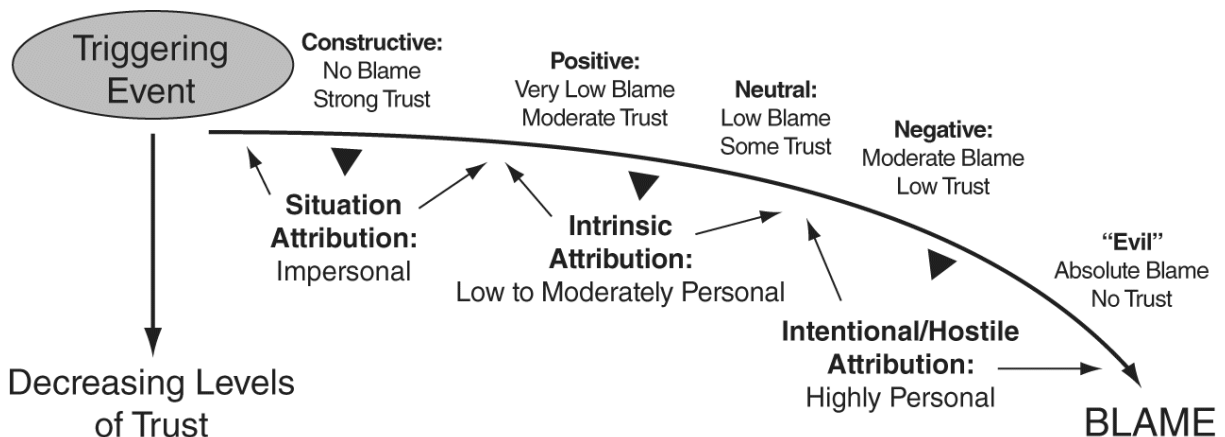 Triggering
Event
Constructive:
No Blame
Strong Trust
Positive:
Very Low Blame
Moderate Trust
Neutral:
Low Blame
Some Trust
Negative:
Moderate Blame
Low Trust
“Evil”
Absolute Blame
No Trust
Situation
Attribution:
Impersonal
Intrinsic
Attribution:
Low to Moderately Personal
Intentional/Hostile
Attribution:
Highly Personal
Decreasing Levels
of Trust
BLAME